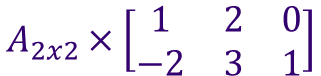 A₂ₓ₂ × [1 2 0
−2 3 1]